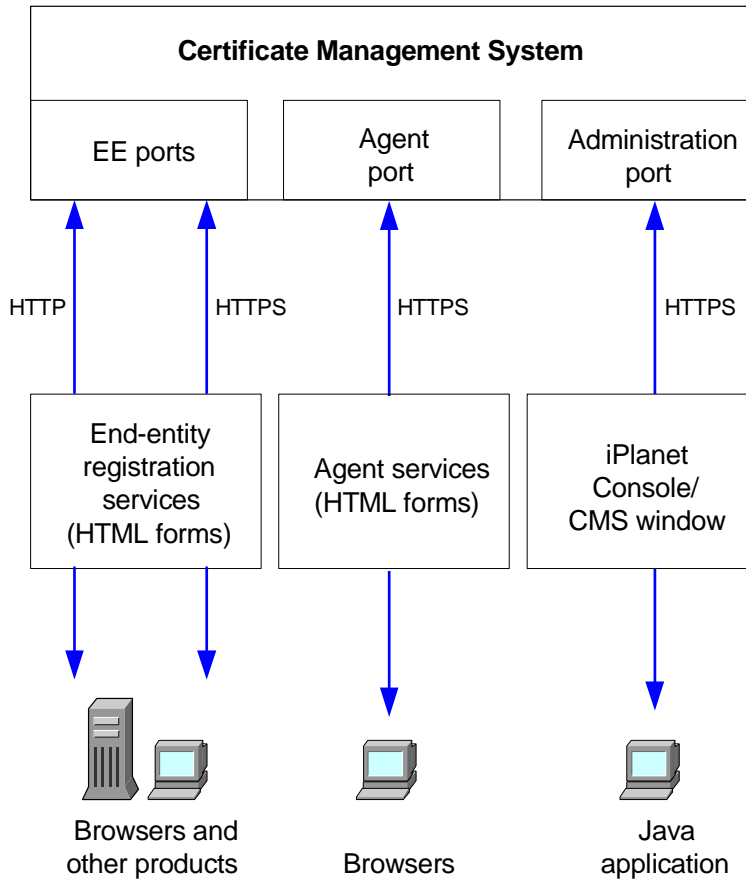 Certificate Management System
EE ports
Agent
port
Administration
port
HTTP
HTTPS
HTTPS
HTTPS
End-entity
registration
services
(HTML forms)
Agent services
(HTML forms)
iPlanet
Console/
CMS window
Browsers and
other products
Browsers
Java
application